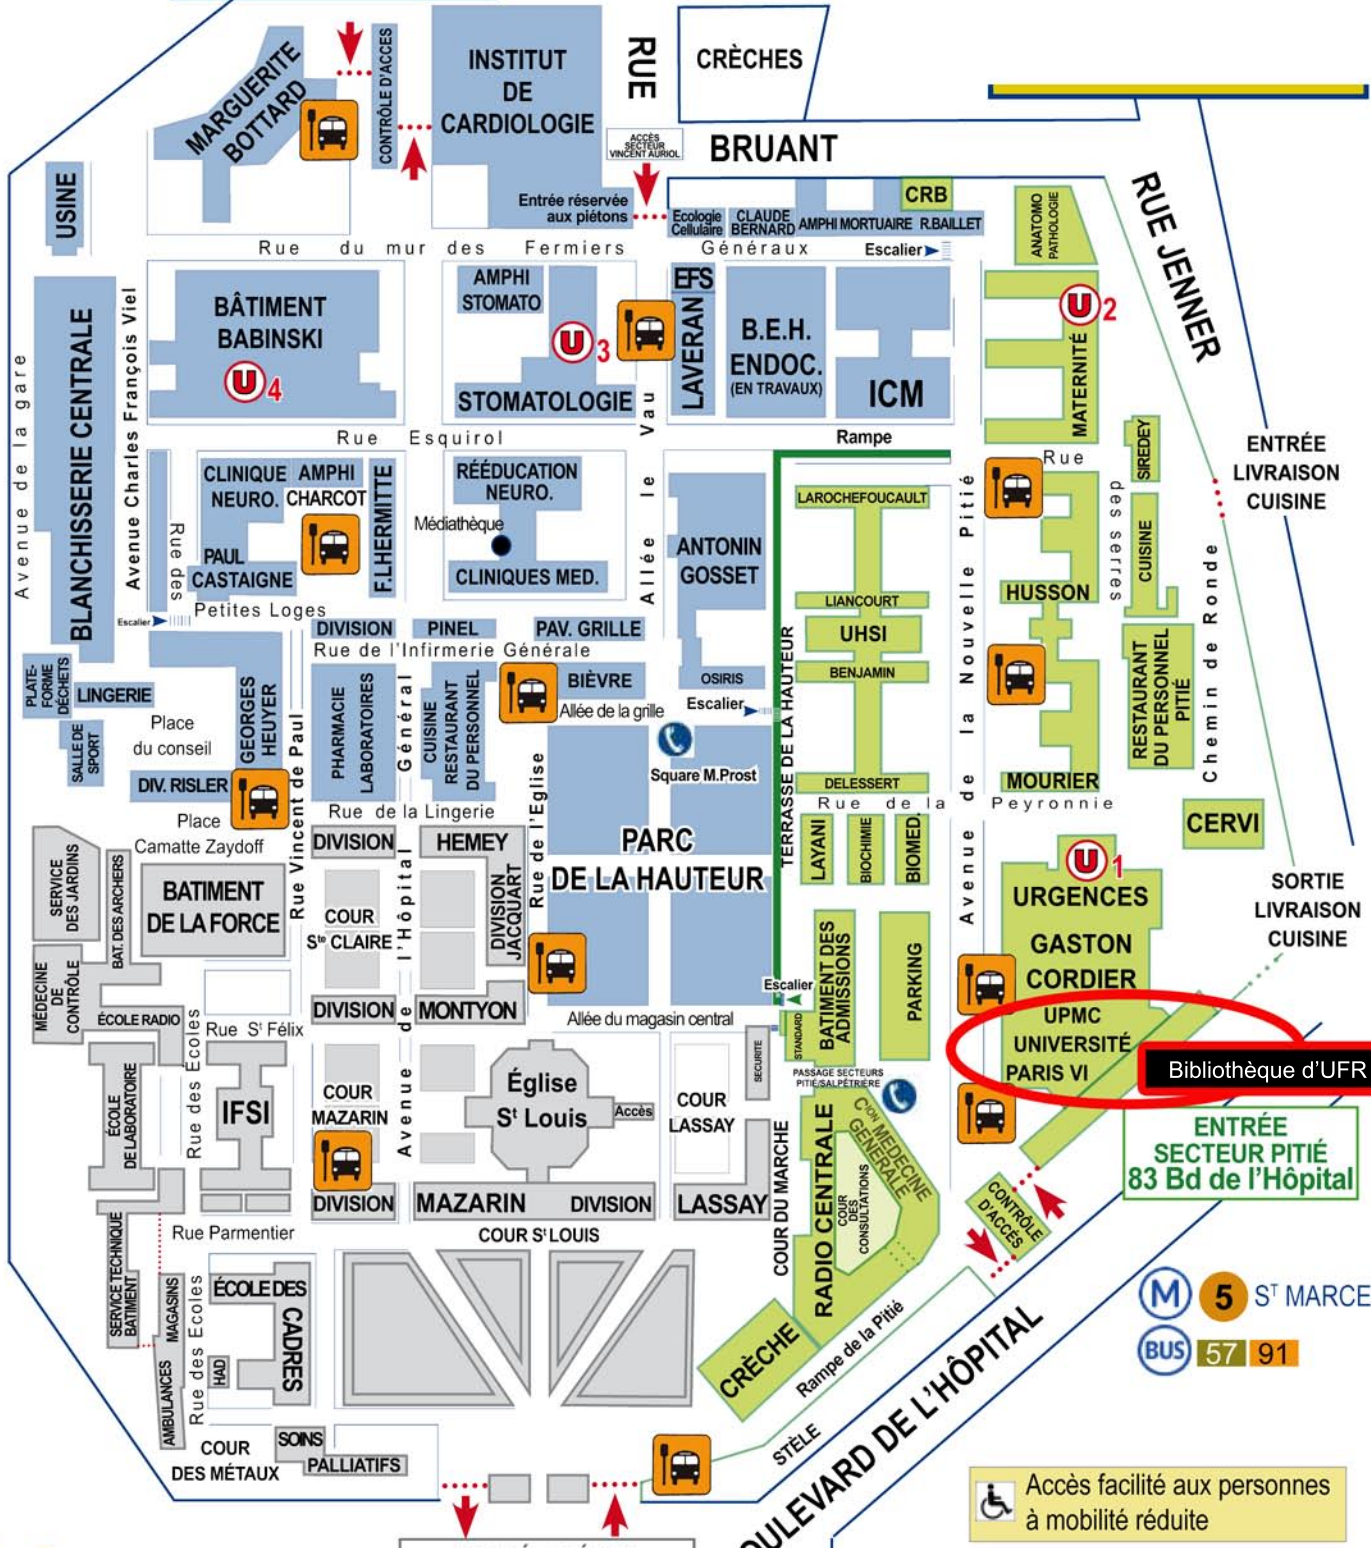 MARGUERITE
BOTTARD
CONTRÔLE D'ACCES
INSTITUT
DE
CARDIOLOGIE
RUE
CRÈCHES
ACCÈS
SECTEUR
VINCENT AURIOL
BRUANT
USINE
Entrée réservée
aux piétons
Ecologie
Cellulaire
CLAUDE
BERNARD
AMPHI MORTUAIRE
R.BAILLET
CRB
ANATOMO
PATHOLOGIE
RUE JENNER
Rue du mur des Fermiers Généraux
Escalier
BLANCHISSERIE CENTRALE
Avenue de la gare
Avenue Charles François Viel
BÂTIMENT
BABINSKI
U 4
AMPHI
STOMATO
U 3
STOMATOLOGIE
EFS
LAVERAN
B.E.H.
ENDOC.
(EN TRAVAUX)
ICM
U 2
MATERNITÉ
Rue Esquirol
Rampe
Rue
des serres
SIREDEY
ENTRÉE
LIVRAISON
CUISINE
CLINIQUE
NEURO.
AMPHI
CHARCOT
F.LHERMITTE
PAUL
CASTAIGNE
Rue des
Petites Loges
Escalier
RÉÉDUCATION
NEURO.
Médiathèque
CLINIQUES MED.
Allée le Vau
ANTONIN
GOSSET
LAROCHEFOUCAULT
LIANCOURT
UHSI
BENJAMIN
DELESSERT
Avenue de la Nouvelle Pitié
HUSSON
CUISINE
MOURIER
RESTAURANT
DU PERSONNEL
PITIÉ
Chemin de Ronde
DIVISION
PINEL
PAV. GRILLE
Rue de l'Infirmerie Générale
PLATE-
FORME
DÉCHETS
LINGERIE
SALLE DE
SPORT
Place
du conseil
GEORGES
HEUYER
DIV. RISLER
Place
Camatte Zaydoff
Rue Vincent de Paul
PHARMACIE
LABORATOIRES
Avenue de l'Hôpital Général
CUISINE
RESTAURANT
DU PERSONNEL
BIÈVRE
Allée de la grille
OSIRIS
Escalier
Square M.Prost
TERRASSE DE LA HAUTEUR
Rue de la Lingerie
Rue de l'Eglise
PARC
DE LA HAUTEUR
Rue de la Peyronnie
LAYANI
BIOCHIMIE
BIOMED.
CERVI
SERVICE
DES JARDINS
BAT. DES ARCHERS
BATIMENT
DE LA FORCE
DIVISION
HEMEY
COUR
Ste CLAIRE
DIVISION
JACQUART
DIVISION
MONTYON
U 1
URGENCES
GASTON
CORDIER
SORTIE
LIVRAISON
CUISINE
MÉDECINE
DE
CONTRÔLE
ÉCOLE RADIO
Rue St Félix
Rue des Ecoles
Escalier
BATIMENT DES
ADMISSIONS
PARKING
STANDARD
Allée du magasin central
SECURITE
PASSAGE SECTEURS
PITIÉ/SALPÊTRIÈRE
UPMC
UNIVERSITÉ
PARIS VI
Bibliothèque d'UFR
ÉCOLE
DE LABORATOIRE
IFSI
COUR
MAZARIN
DIVISION
Église
St Louis
Accès
COUR
LASSAY
LASSAY
MAZARIN
DIVISION
COUR DU MARCHE
RADIO CENTRALE
Cion MEDECINE
GENERALE
COUR
DES
CONSULTATIONS
ENTRÉE
SECTEUR PITIÉ
83 Bd de l'Hôpital
CONTRÔLE
D'ACCÉS
Rue Parmentier
COUR St LOUIS
SERVICE TECHNIQUE
BATIMENT
MAGASINS
AMBULANCES
Rue des Ecoles
ÉCOLE DES
CADRES
HAD
CRÈCHE
Rampe de la Pitié
M 5 ST MARCE
BUS 57 91
COUR
DES MÉTAUX
SOINS
PALLIATIFS
STÈLE
OULEVARD DE L'HÔPITAL
Accès facilité aux personnes
à mobilité réduite